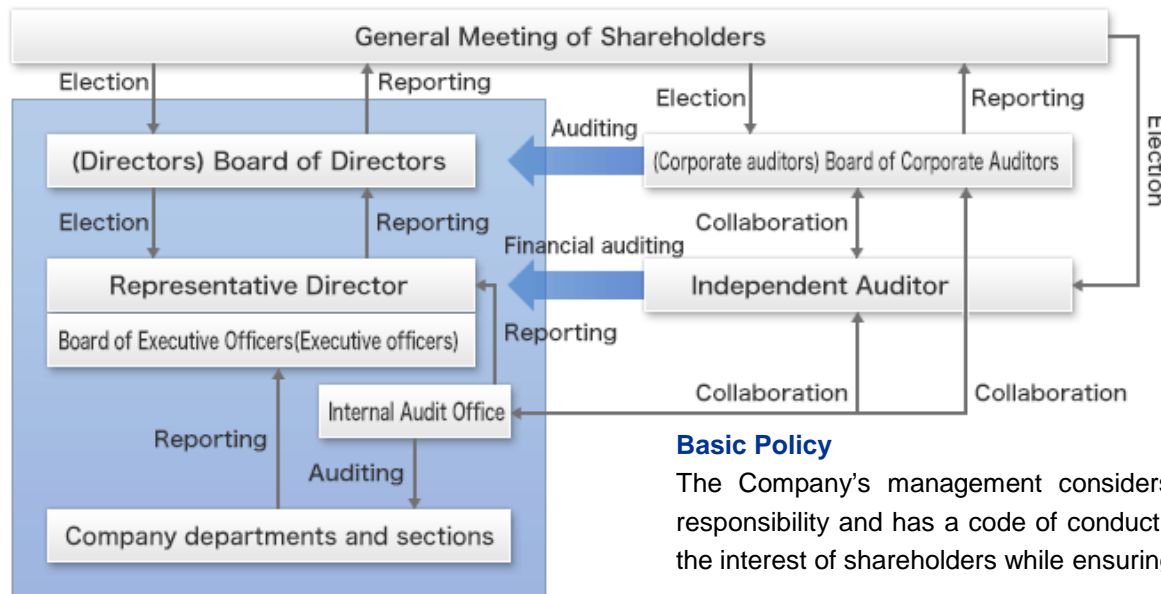 General Meeting of Shareholders
Election
Reporting
Election
Reporting
Election
Auditing
(Directors) Board of Directors
(Corporate auditors) Board of Corporate Auditors
Election
Reporting
Collaboration
Financial auditing
Representative Director
Independent Auditor
Board of Executive Officers(Executive officers)
Reporting
Internal Audit Office
Collaboration
Collaboration
Reporting
Auditing
Company departments and sections
Basic Policy
The Company’s management considers
responsibility and has a code of conduct
the interest of shareholders while ensuring